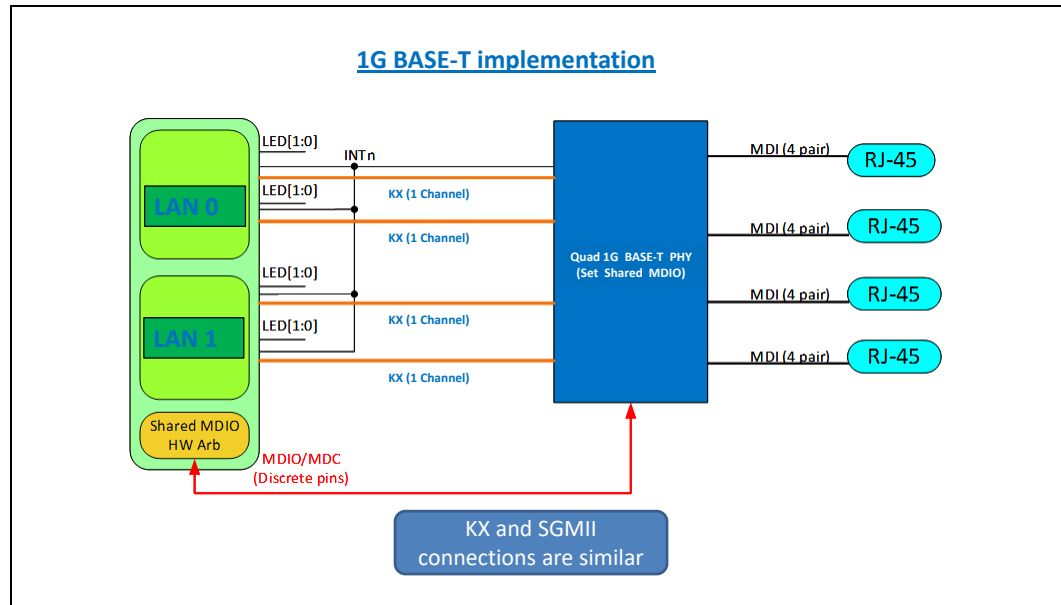 1G BASE-T implementation
LED[1:0]
INTn
MDI (4 pair)
RJ-45
KX (1 Channel)
LED[1:0]
LAN 0
KX (1 Channel)
MDI (4 pair)
RJ-45
Quad 1G BASE-T PHY
(Set Shared MDIO)
LED[1:0]
MDI (4 pair)
RJ-45
KX (1 Channel)
LED[1:0]
LAN 1
MDI (4 pair)
RJ-45
KX (1 Channel)
Shared MDIO
HW Arb
MDIO/MDC
(Discrete pins)
KX and SGMII
connections are similar